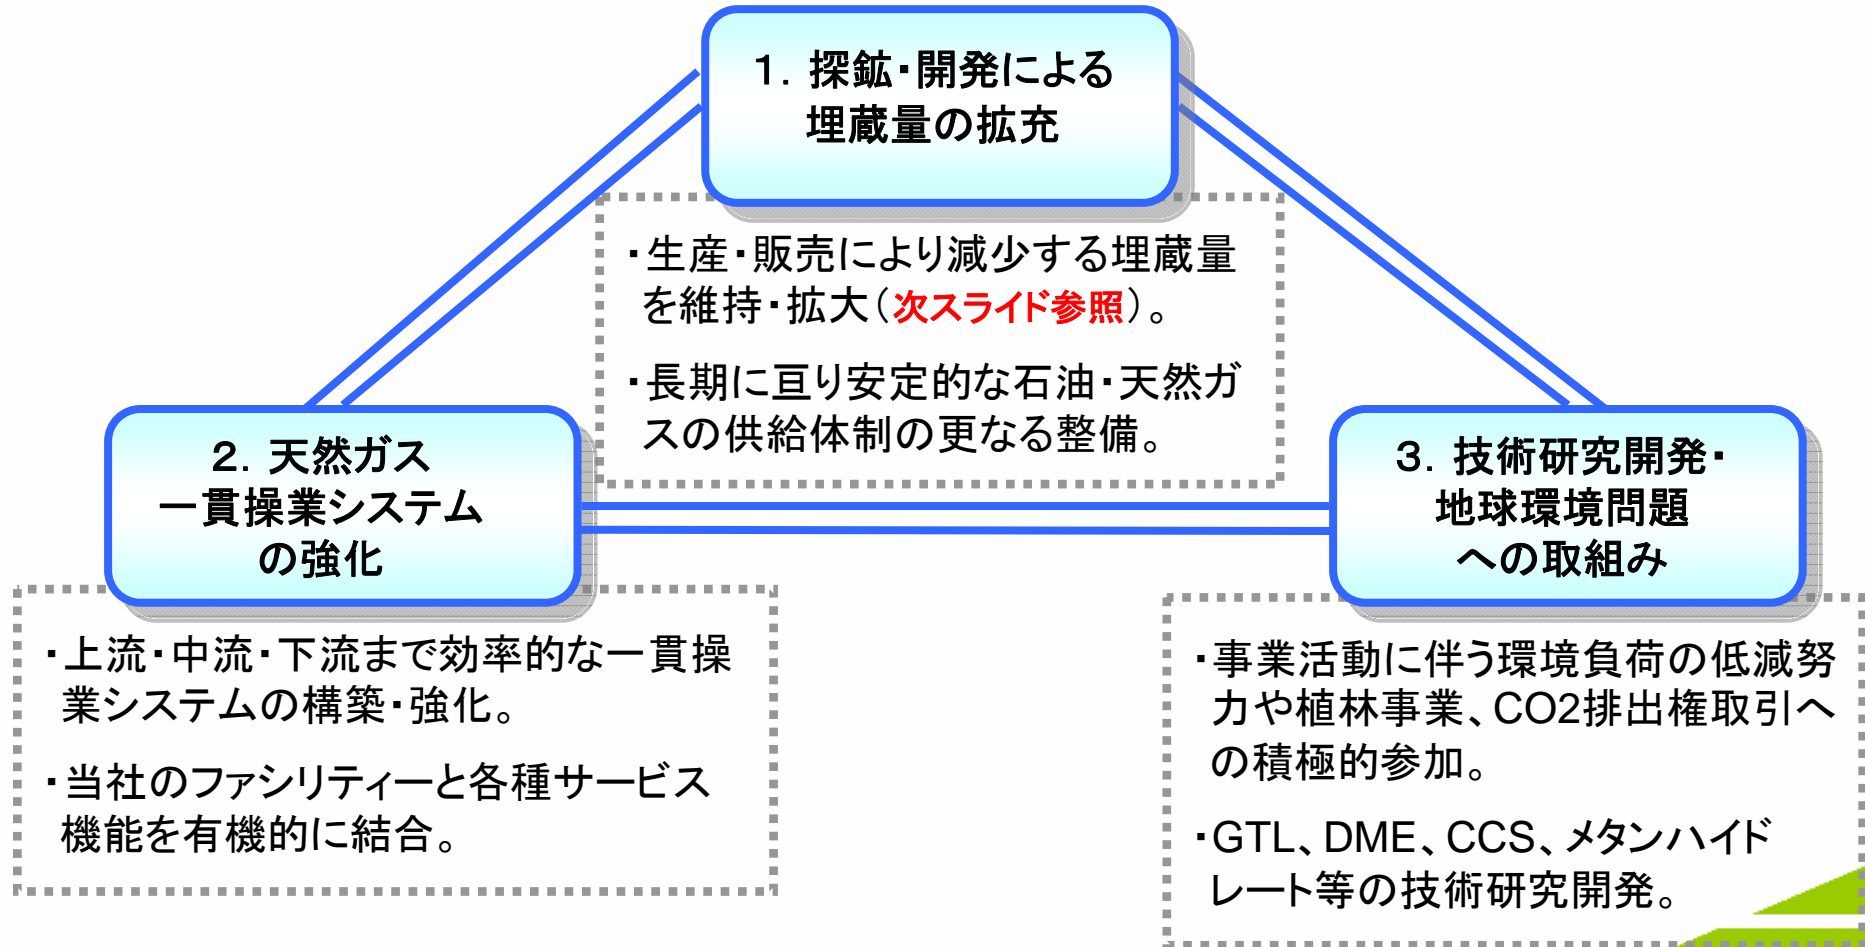 1. 探鉱・開発による
埋蔵量の拡充
・生産・販売により減少する埋蔵量
を維持・拡大(次スライド参照)。
・長期に亘り安定的な石油・天然ガ
スの供給体制の更なる整備。
2. 天然ガス
一貫操業システム
の強化
・上流・中流・下流まで効率的な一貫操
業システムの構築・強化。
・当社のファシリティーと各種サービス
機能を有機的に結合。
3. 技術研究開発・
地球環境問題
への取組み
・事業活動に伴う環境負荷の低減努
力や植林事業、CO2排出権取引へ
の積極的参加。
・GTL、DME、CCS、メタンハイド
レート等の技術研究開発。